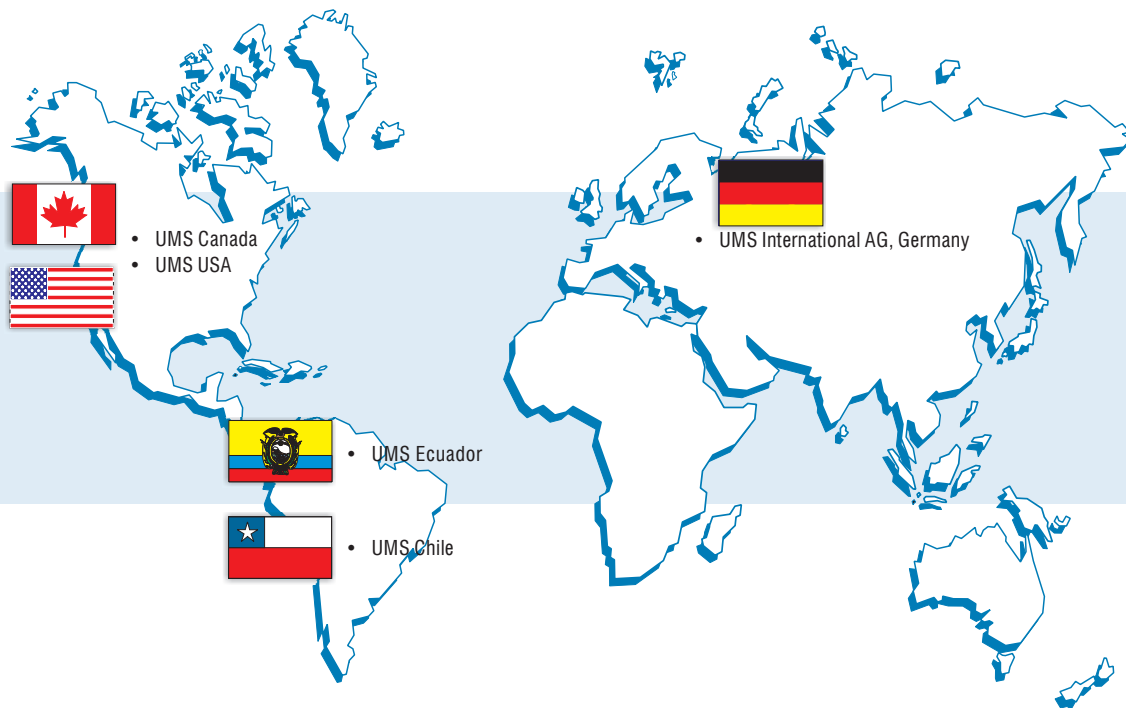 • UMS Canada
• UMS USA
• UMS International AG, Germany
• UMS Ecuador
• UMS Chile